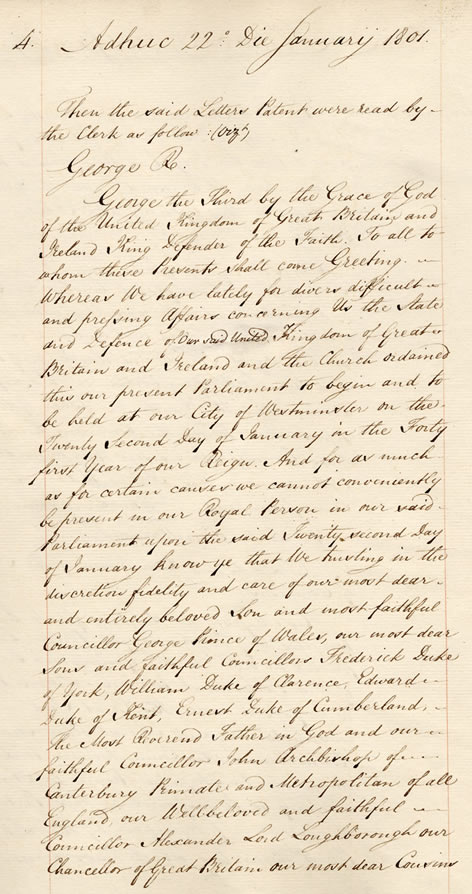 4. Adhuc 22o. Die Januarij 1801.
Then the said Letters Patent were read by
the Clerk as follow: (vizt.)
George R.
George the Third by the Grace of God
of the United Kingdom of Great Britain and
Ireland King Defender of the Faith. To all to
whom these Presents shall come Greeting.
Whereas We have lately for divers difficult
and pressing Affairs concerning Us the State
and Defence of Our said United Kingdom of Great
Britain and Ireland and the Church ordained
this our present Parliament to begin and to
be held at our City of Westminster on the
Twenty Second Day of January in the Forty
first Year of our Reign. And for as much
as for certain causes we cannot conveniently
be present in our Royal Person in our said
Parliament upon the said Twenty second Day
of January know ye that We trusting in the
discretion fidelity and care of our most dear
and entirely beloved Son and most faithful
Councillor George Prince of Wales, our most dear
Sons and faithful Councillors Frederick Duke
of York, William Duke of Clarence, Edward
Duke of Kent, Ernest Duke of Cumberland,
The Most Reverend Father in God and our
faithful Councillor John Archbishop of
Canterbury Primate and Metropolitan of all
England, our Wellbeloved and faithful
Councillor Alexander Lord Loughborough our
Chancellor of Great Britain our most dear Cousins